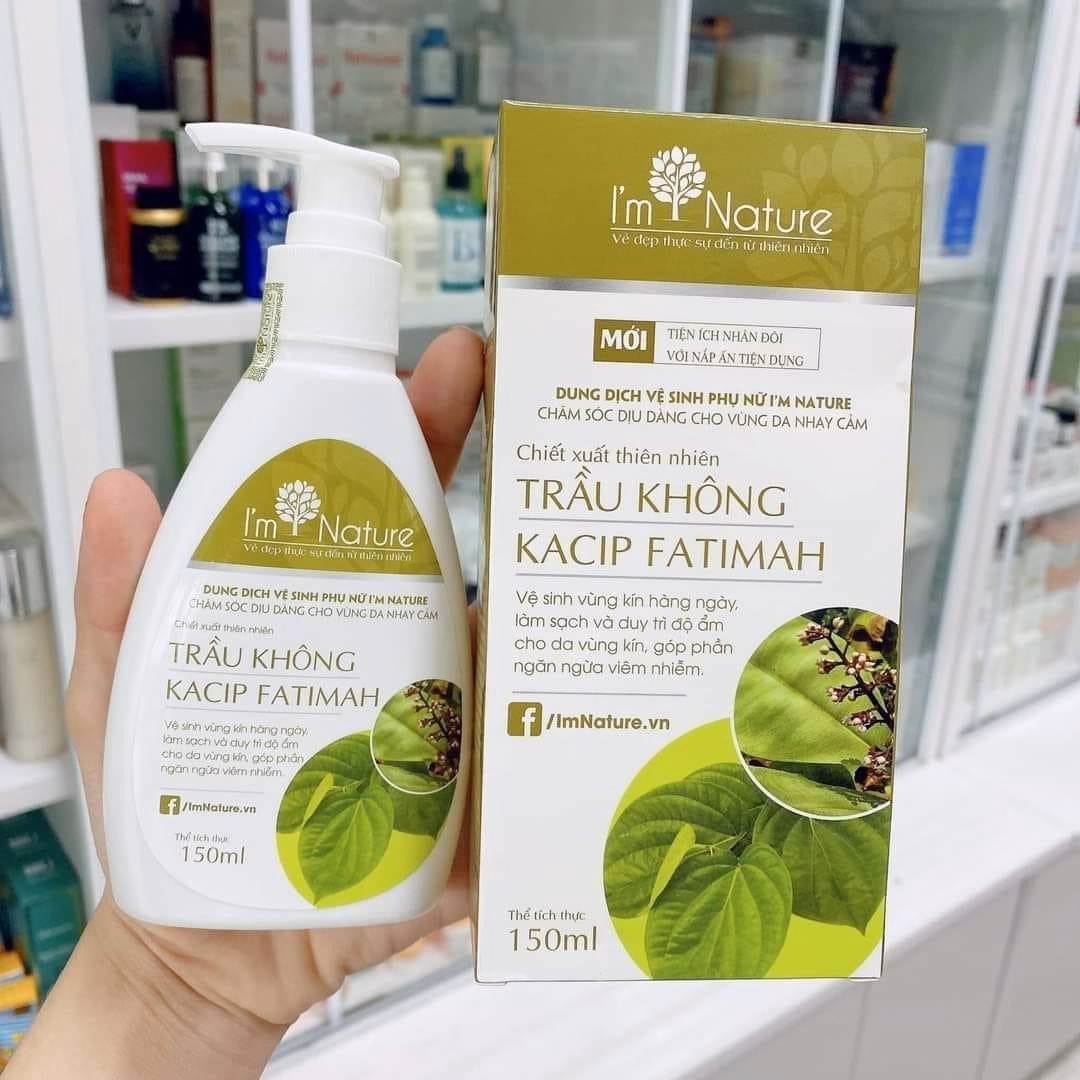 I'm Nature
Vẻ đẹp thực sự đến từ thiên nhiên
DUNG DỊCH VỆ SINH PHỤ NỮ I'M NATURE
CHĂM SÓC DỊU DÀNG CHO VÙNG DA NHẠY CẢM
Chiết xuất thiên nhiên
TRẦU KHÔNG
KACIP FATIMAH
Vệ sinh vùng kín hàng ngày,
làm sạch và duy trì độ ẩm
cho da vùng kín, góp phần
ngăn ngừa viêm nhiễm.
f/ImNature.vn
Thể tích thực
150ml
I'm Nature
Vẻ đẹp thực sự đến từ thiên nhiên
MỚI
TIỆN ÍCH NHÂN ĐÔI
VỚI NẮP ẤN TIỆN DỤNG
DUNG DỊCH VỆ SINH PHỤ NỮ I'M NATURE
CHĂM SÓC DỊU DÀNG CHO VÙNG DA NHẠY CẢM
Chiết xuất thiên nhiên
TRẦU KHÔNG
KACIP FATIMAH
Vệ sinh vùng kín hàng ngày,
làm sạch và duy trì độ ẩm
cho da vùng kín, góp phần
ngăn ngừa viêm nhiễm.
f/ImNature.vn
Thể tích thực
150ml